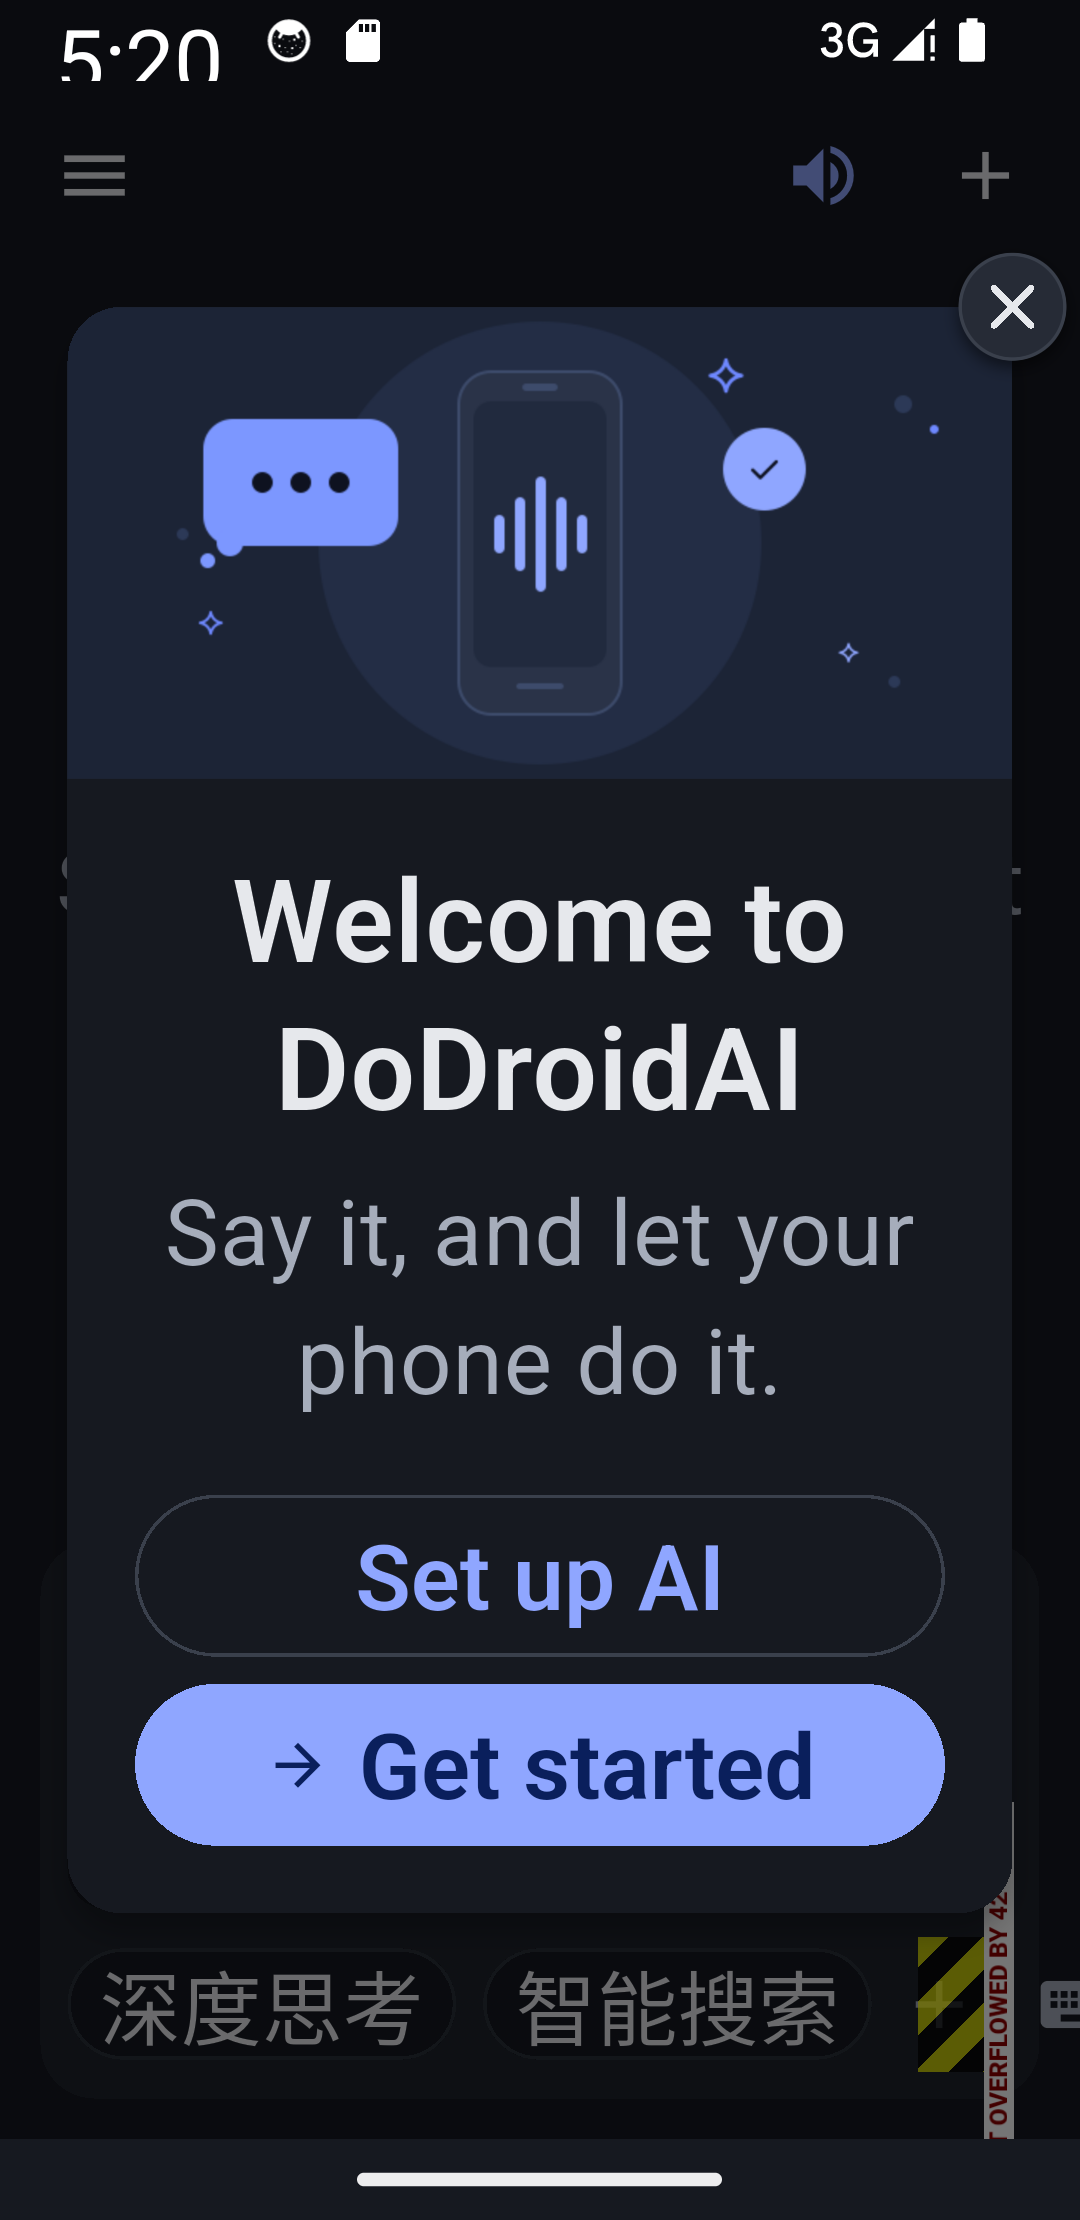 5:20
3G
Welcome to
DoDroidAI
Say it, and let your
phone do it.
Set up AI
Get started
深度思考
智能搜索
OVERFLOWED BY 42